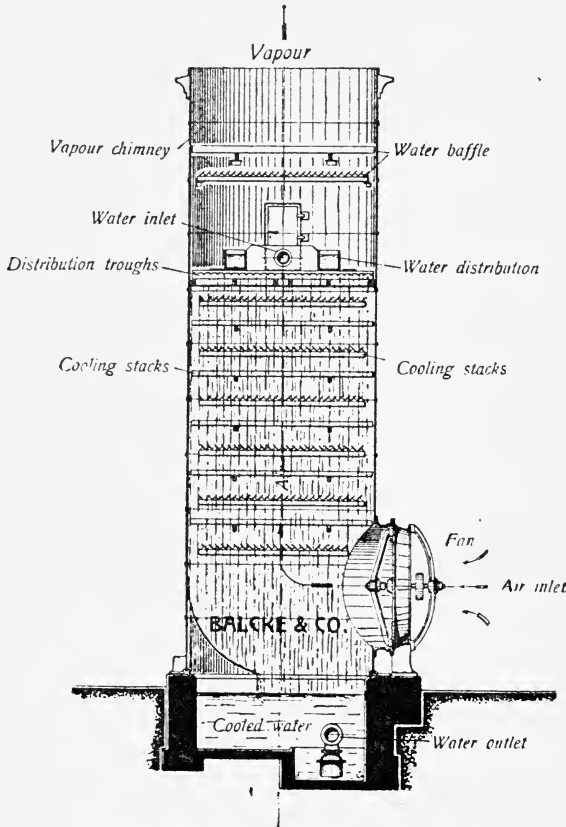 Vapour
Vapour chimney
Water baffle
Water inlet
Distribution troughs
Water distribution
Cooling stacks
Cooling stacks
Air
Fan
Air inlet
BALCKE & CO.
Cooled water
Water outlet